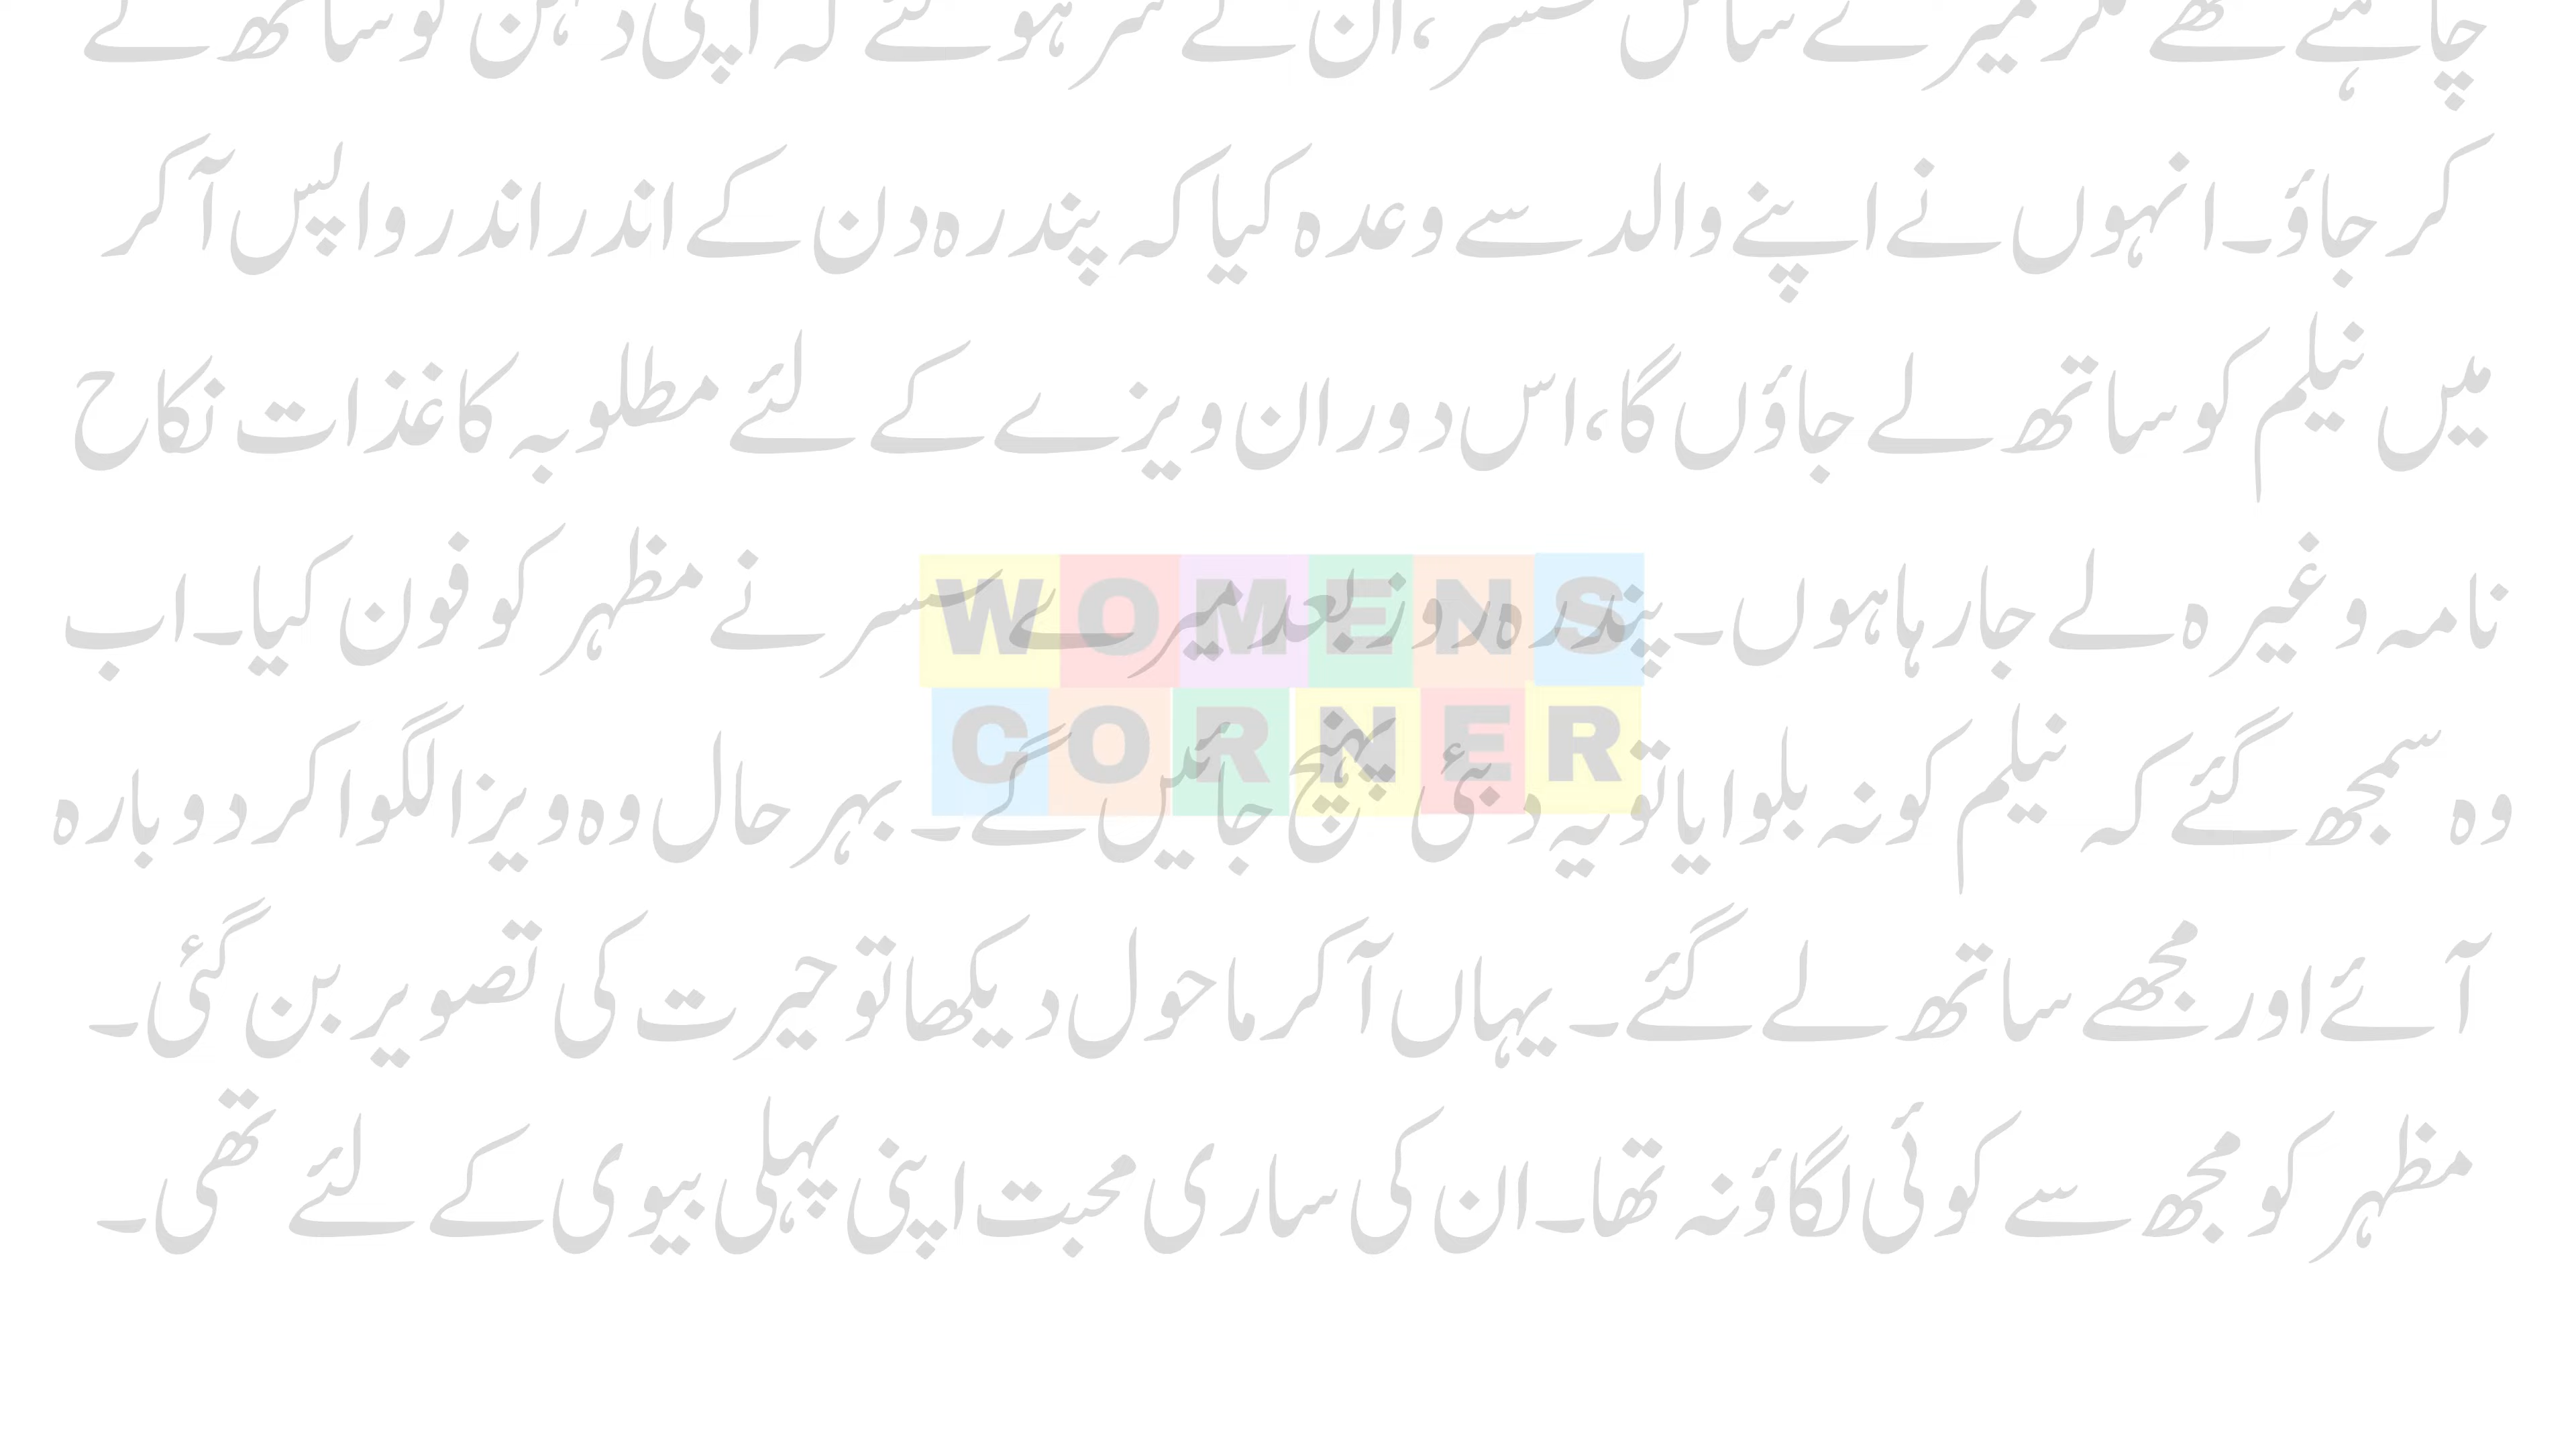 چاہتے تھے مگر میرے ساس سسر، ان کے سر ہو گئے کہ اپنی دلہن کو ساتھ لے
کر جاؤ۔ انہوں نے اپنے والد سے وعدہ کیا کہ پندرہ دن کے اندر اندر واپس آ کر
میں نیلم کو ساتھ لے جاؤں گا، اس دوران ویزے کے لئے مطلوبہ کاغذات نکاح
نامہ وغیرہ لے جا رہا ہوں۔ پندرہ روز بعد میرے سسر نے مظہر کو فون کیا۔ اب
WOMENS
وہ سمجھ گئے کہ نیلم کو نہ بلوایا تو یہ دبئی پہنچ جائیں گے۔ بہر حال وہ ویزا لگوا کر دوبارہ
CORNER
آئے اور مجھے ساتھ لے گئے۔ یہاں آ کر ماحول دیکھا تو حیرت کی تصویر بن گئی۔
مظہر کو مجھ سے کوئی لگاؤ نہ تھا۔ ان کی ساری محبت اپنی پہلی بیوی کے لئے تھی۔